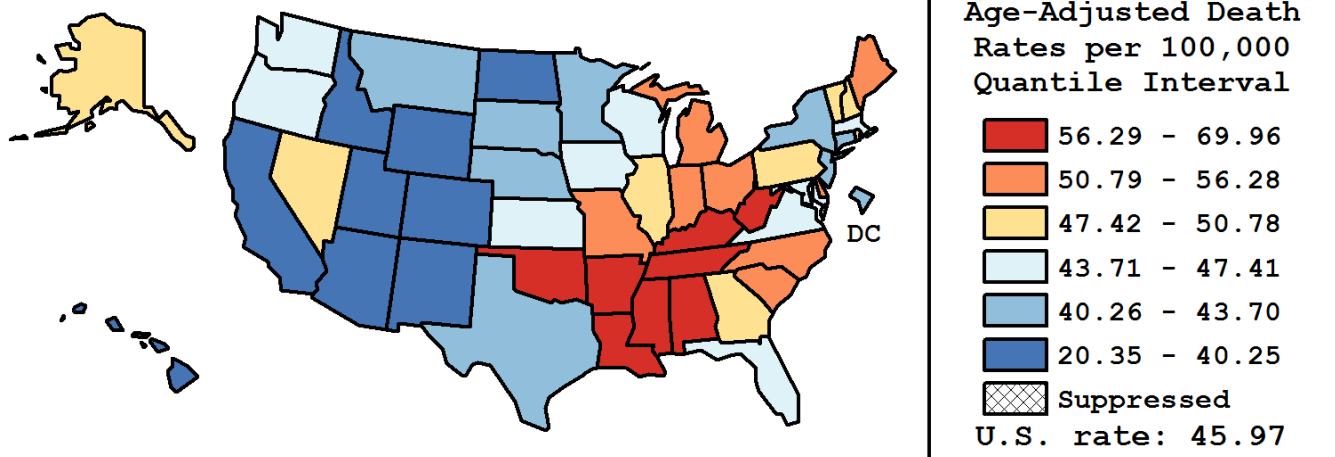 Age-Adjusted Death
Rates per 100,000
Quantile Interval
56.29 - 69.96
50.79 - 56.28
47.42 - 50.78
43.71 - 47.41
40.26 - 43.70
20.35 - 40.25
Suppressed
U.S. rate: 45.97
DC